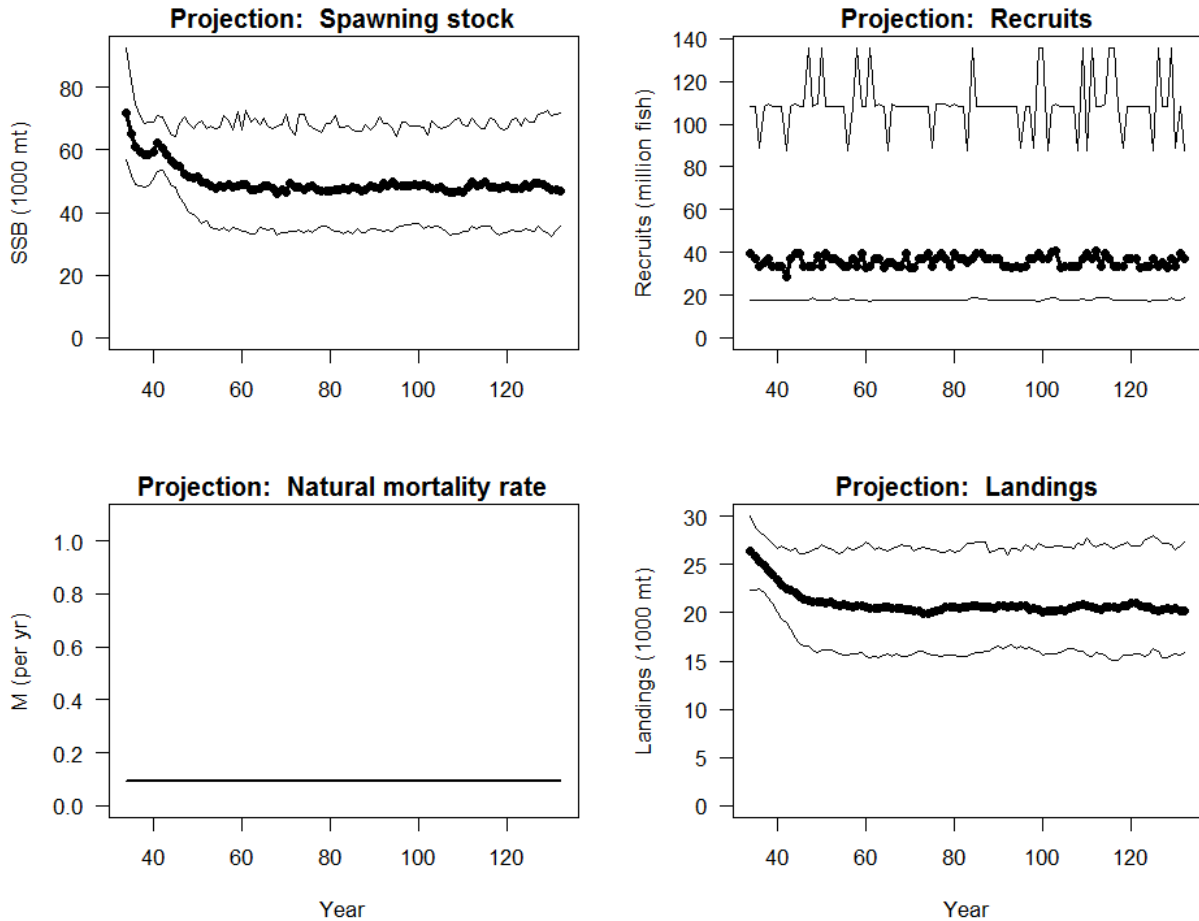 Projection:  Spawning stock
SSB (1000 mt)
80
60
40
20
0
40 60 80 100 120
Projection:  Recruits
Recruits (million fish)
140
120
100
80
60
40
20
0
40 60 80 100 120
Projection:  Natural mortality rate
M (per yr)
1.0
0.8
0.6
0.4
0.2
0.0
40 60 80 100 120
Year
Projection:  Landings
Landings (1000 mt)
30
25
20
15
10
5
0
40 60 80 100 120
Year